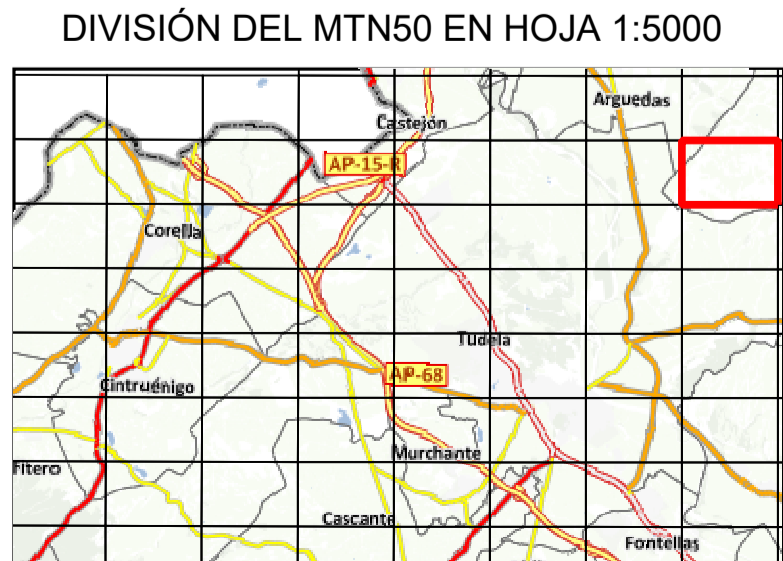 DIVISIÓN DEL MTN50 EN HOJA 1:5000
Arguedas
Castejón
AP-15-R
Corella
Tudela
AP-68
Cintruénigo
Murchante
Fitero
Cascante
Fontellas